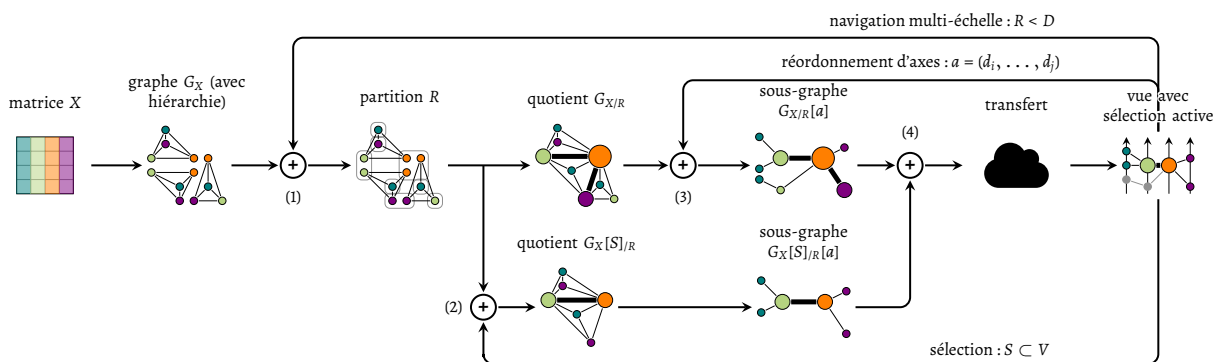 navigation multi-échelle : R < D
réordonnement d'axes : a = (d_i, . . . , d_j)
matrice X
graphe G_X (avec
hiérarchie)
partition R
quotient G_{X/R}
sous-graphe
G_{X/R}[a]
transfert
vue avec
sélection active
(1)
(3)
(4)
quotient G_X[S]_{/R}
sous-graphe
G_X[S]_{/R}[a]
(2)
sélection : S ⊂ V